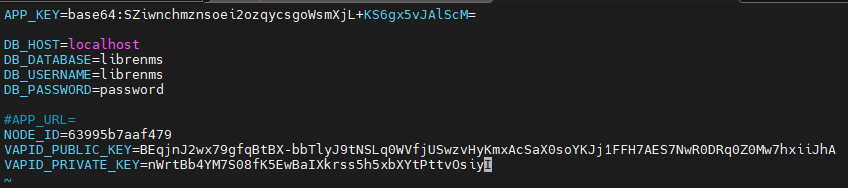 APP_KEY=base64:SZiwnchmznsoei2ozqycsgoWsmXjL+KS6gx5vJAlScM=
DB_HOST=localhost
DB_DATABASE=librenms
DB_USERNAME=librenms
DB_PASSWORD=password
#APP_URL=
NODE_ID=63995b7aaf479
VAPID_PUBLIC_KEY=BEqjnJ2wx79gfqBtBX-bbTlyJ9tNSLq0WVfjUSwzvHyKmxAcSaX0soYKJj1FFH7AES7NwR0DRq0Z0Mw7hxiiJhA
VAPID_PRIVATE_KEY=nWrtBb4YM7S08fK5EwBaIXkrss5h5xbXYtPttvOsiyI
~